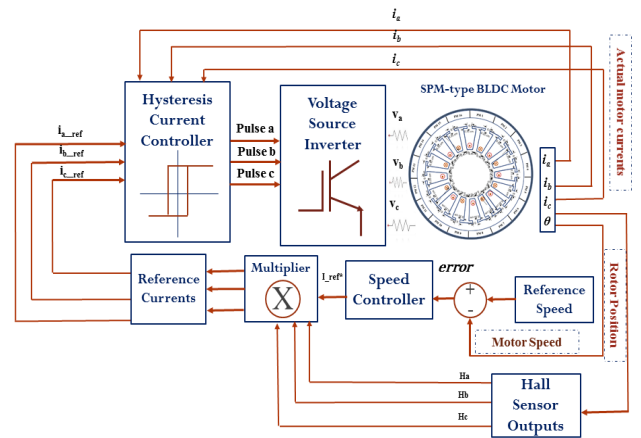 i_a
i_b
i_c
Hysteresis
Current
Controller
Voltage
Source
Inverter
SPM-type BLDC Motor
Actual motor currents
i_a_ref
i_b_ref
i_c_ref
Pulse a
Pulse b
Pulse c
v_a
v_b
v_c
i_a
i_b
i_c
θ
Reference
Currents
Multiplier
X
I_ref*
Speed
Controller
error
+
-
Reference
Speed
Rotor Position
Motor Speed
Ha
Hb
Hc
Hall
Sensor
Outputs